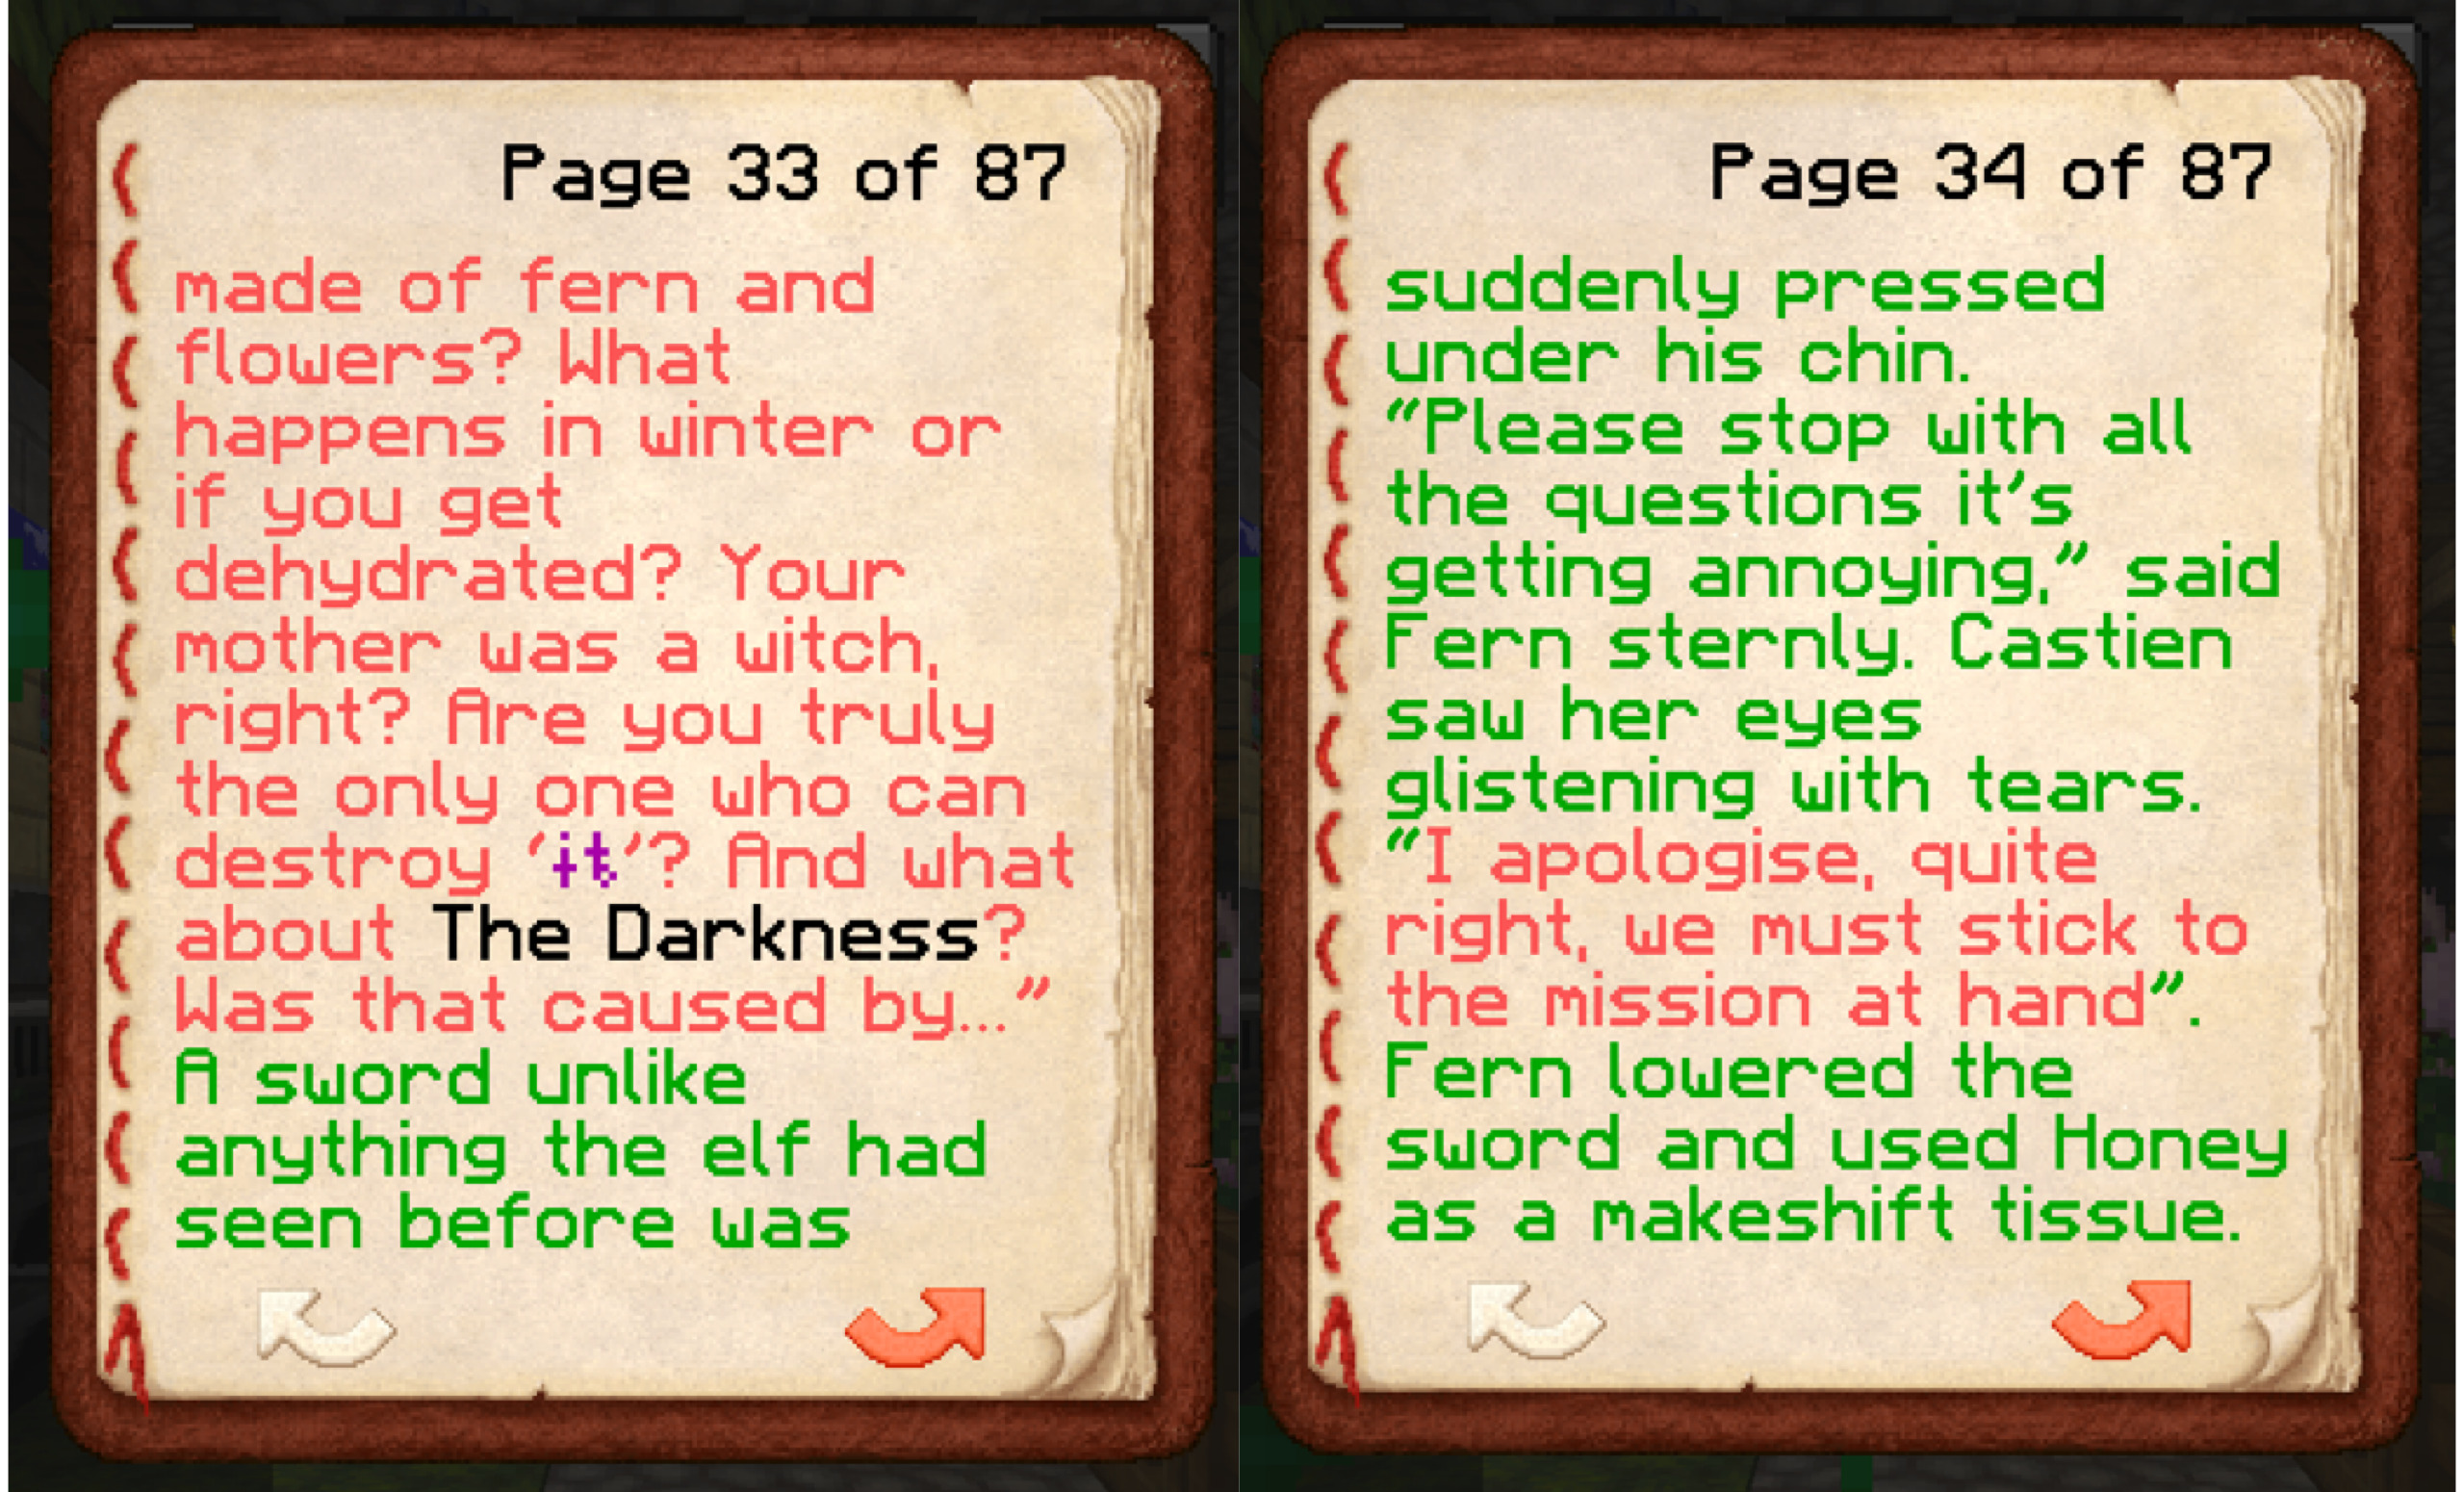 Page 33 of 87
made of fern and
flowers? What
happens in winter or
if you get
dehydrated? Your
mother was a witch,
right? Are you truly
the only one who can
destroy ‘it’? And what
about The Darkness?
Was that caused by...”
A sword unlike
anything the elf had
seen before was
Page 34 of 87
suddenly pressed
under his chin.
“Please stop with all
the questions it’s
getting annoying,” said
Fern sternly. Castien
saw her eyes
glistening with tears.
“I apologise, quite
right, we must stick to
the mission at hand”.
Fern lowered the
sword and used Honey
as a makeshift tissue.